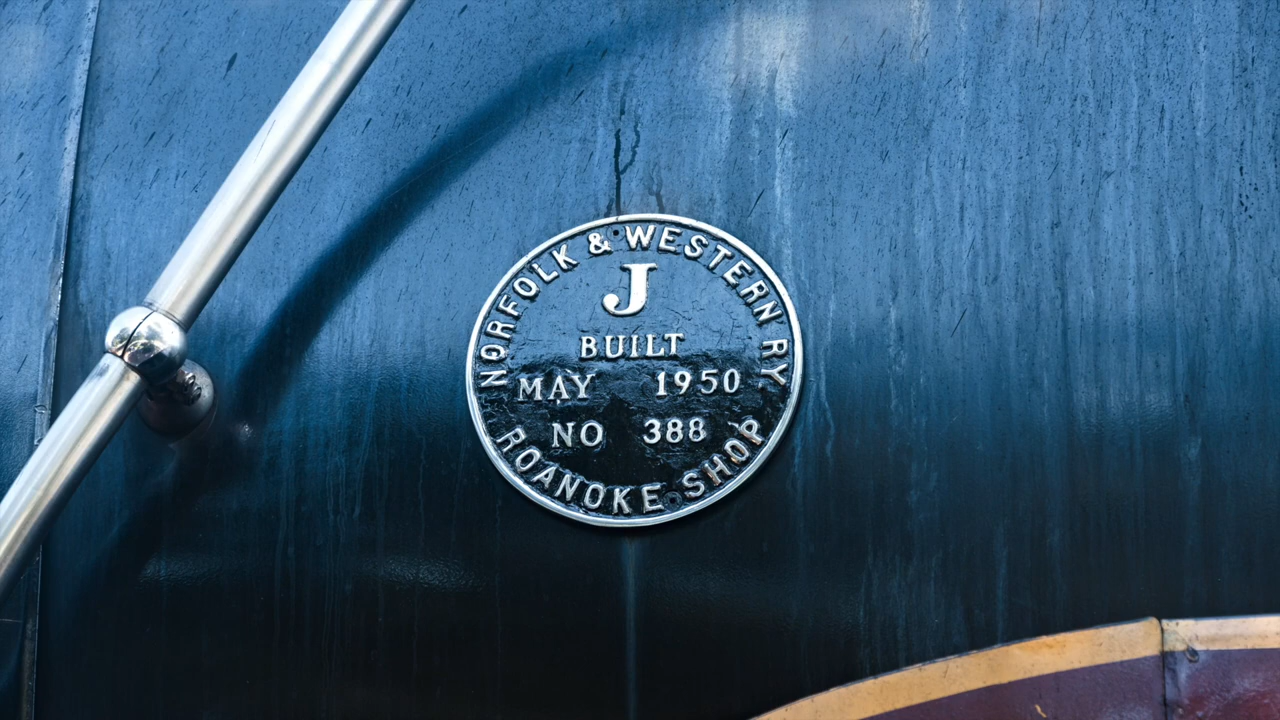 NORFOLK & WESTERN RY
J
BUILT
MAY 1950
NO 388
ROANOKE SHOP